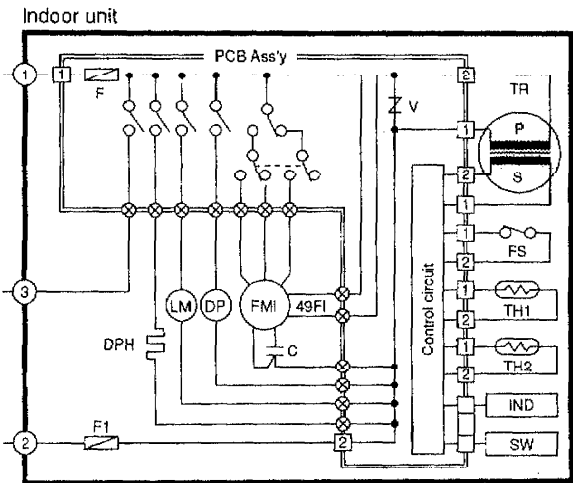 Indoor unit
PCB Ass'y
1
1
F
2
TR
V
1
P
S
2
1
1
FS
2
3
LM
DP
FMI
49FI
1
TH1
2
DPH
C
Control circuit
1
TH2
2
IND
2
F1
2
SW